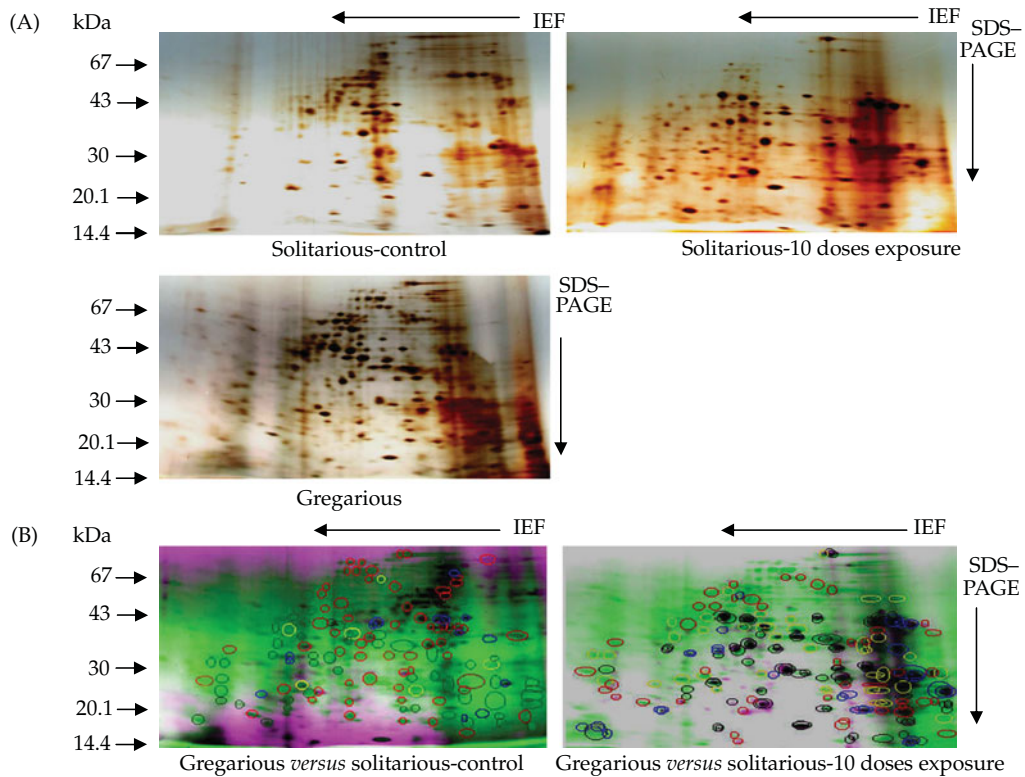 (A)
kDa
IEF
IEF
SDS–
PAGE
67
43
30
20.1
14.4
Solitarious-control
Solitarious-10 doses exposure
SDS–
PAGE
67
43
30
20.1
14.4
Gregarious
(B)
kDa
IEF
IEF
SDS–
PAGE
67
43
30
20.1
14.4
Gregarious versus solitarious-control
Gregarious versus solitarious-10 doses exposure